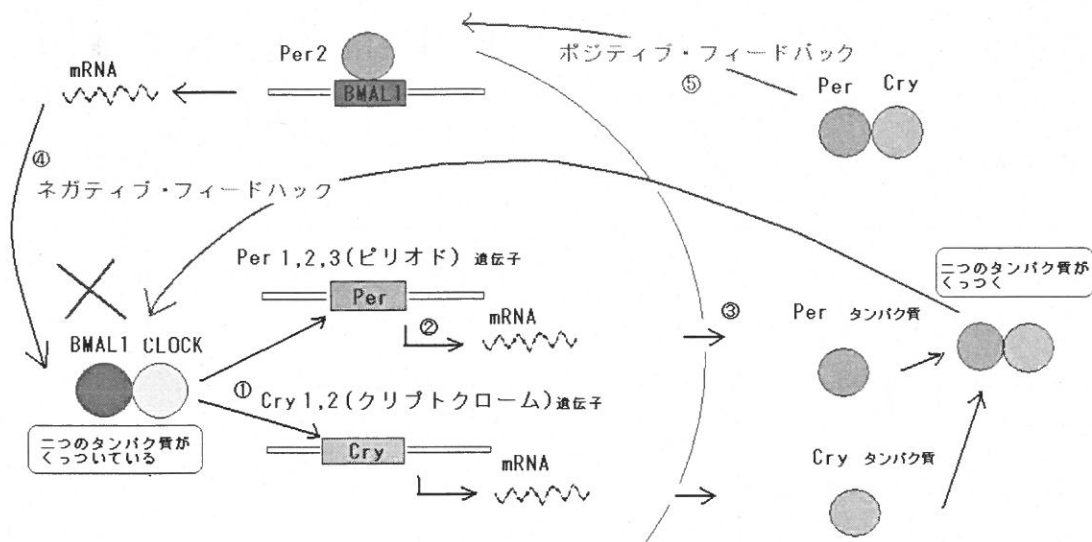 ポジティブ・フィードバック
⑤
Per2
mRNA
BMAL1
Per Cry
④
ネガティブ・フィードハック
Per 1,2,3(ピリオド) 遺伝子
Per
② mRNA
③
二つのタンパク質が
くっつく
Per タンパク質
BMAL1 CLOCK
① Cry 1,2(クリプトクローム)遺伝子
二つのタンパク質が
くっついている
Cry
mRNA
Cry タンパク質